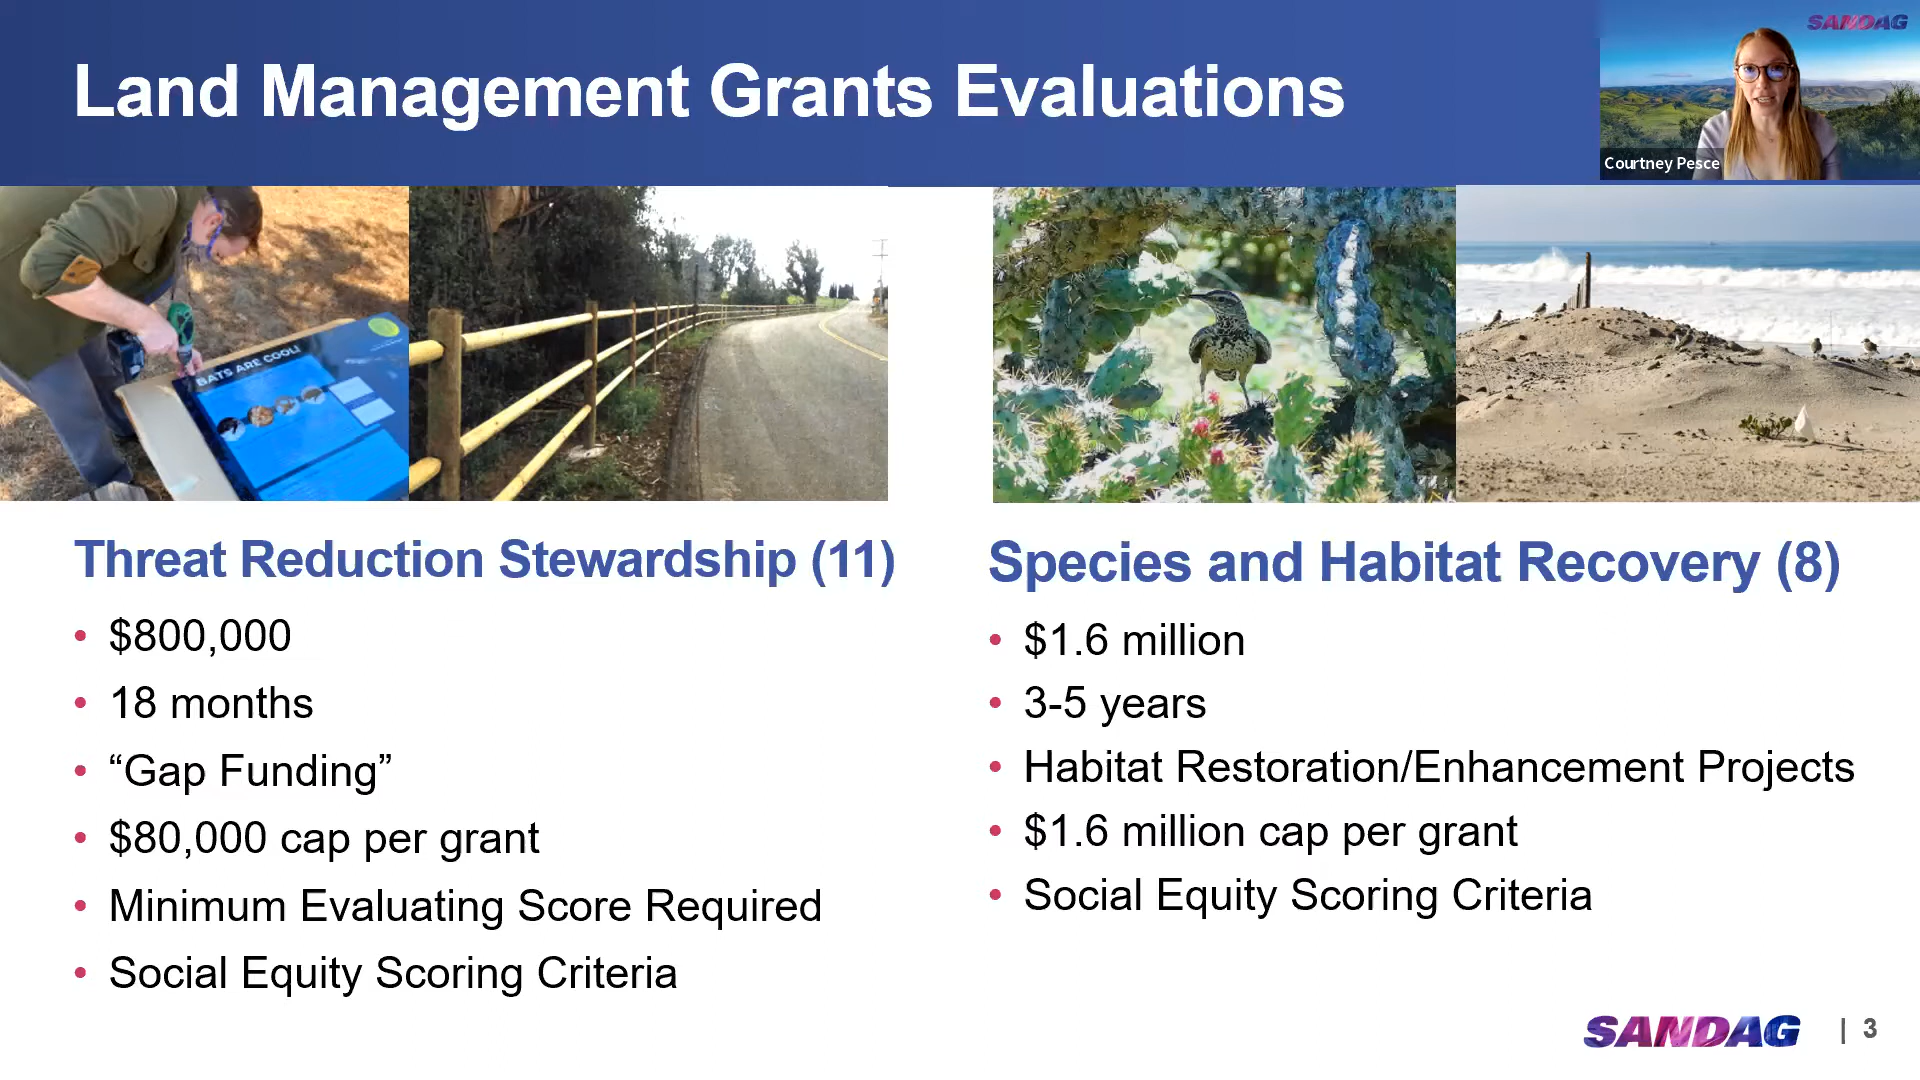 Land Management Grants Evaluations
SANDAG
Courtney Pesce
BATS ARE COOL!
Threat Reduction Stewardship (11)
• $800,000
• 18 months
• “Gap Funding”
• $80,000 cap per grant
• Minimum Evaluating Score Required
• Social Equity Scoring Criteria
Species and Habitat Recovery (8)
• $1.6 million
• 3-5 years
• Habitat Restoration/Enhancement Projects
• $1.6 million cap per grant
• Social Equity Scoring Criteria
SANDAG | 3